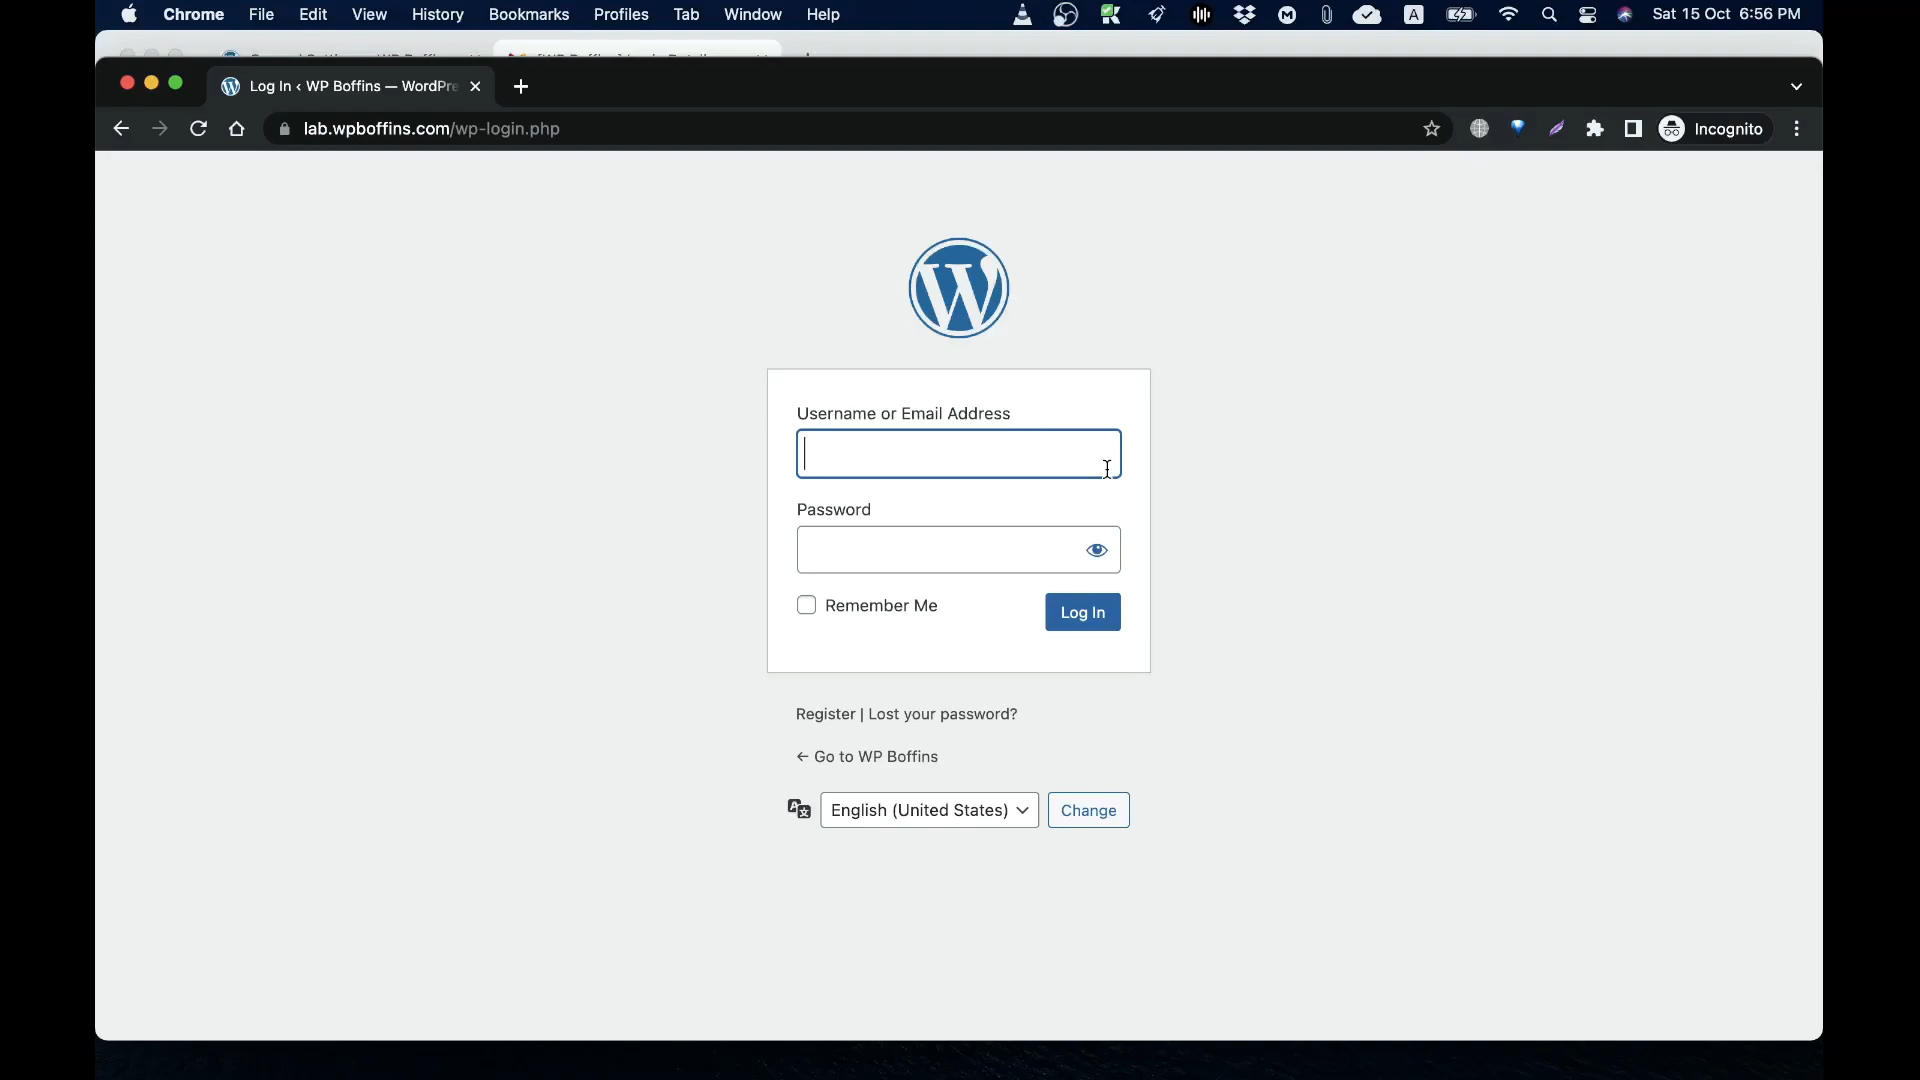 Chrome File Edit View History Bookmarks Profiles Tab Window Help A Sat 15 Oct 6:56 PM
Log In ‹ WP Boffins — WordPre
lab.wpboffins.com/wp-login.php Incognito
Username or Email Address
Password
Remember Me
Log In
Register | Lost your password?
← Go to WP Boffins
English (United States) Change